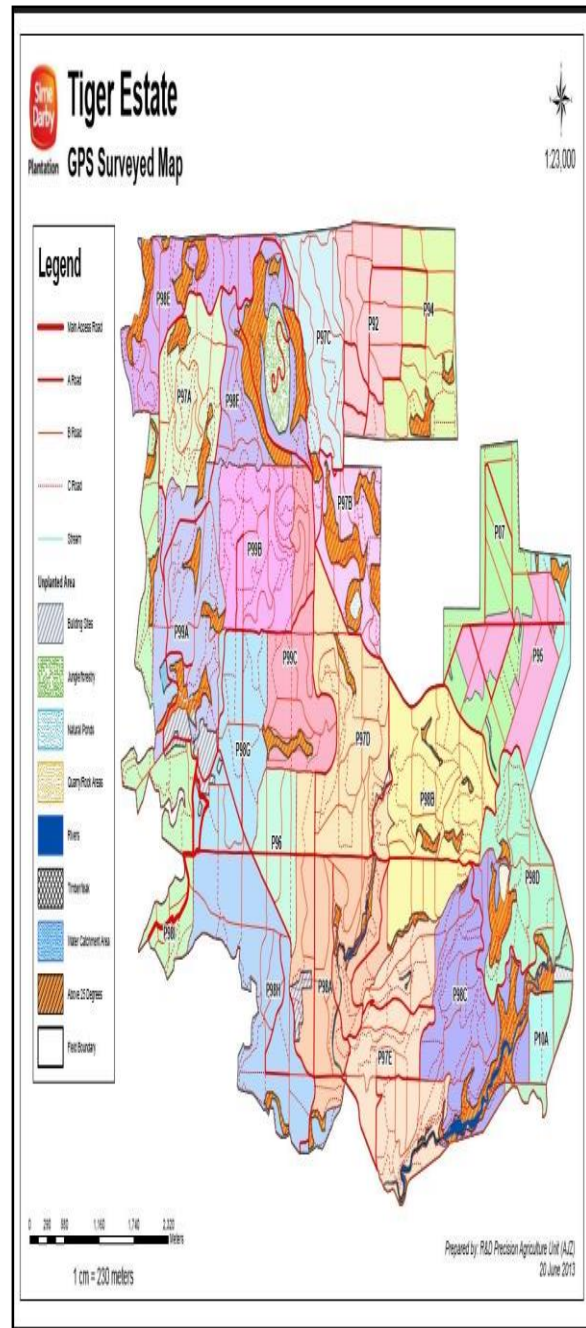 Sime
Darby
Plantation
Tiger Estate
GPS Surveyed Map
1:23,000
Legend
Main Access Road
A Road
B Road
C Road
Stream
Unplanted Area
Building Sites
Jungle/forestry
Natural Ponds
Quarry/Rock Areas
Rivers
Timber/teak
Water Catchment Area
Above 25 Degrees
Field Boundary
P98E
P97C
P92
P94
P97A
P98F
P97B
P99B
P07
P99A
P99C
P95
P98G
P97D
P98B
P96
P98I
P98D
P98H
P98A
P98C
P97E
P10A
0 290 580 1,160 1,740 2,320
Meters
1 cm = 230 meters
Prepared by: R&D Precision Agriculture Unit (AJZ)
20 June 2013